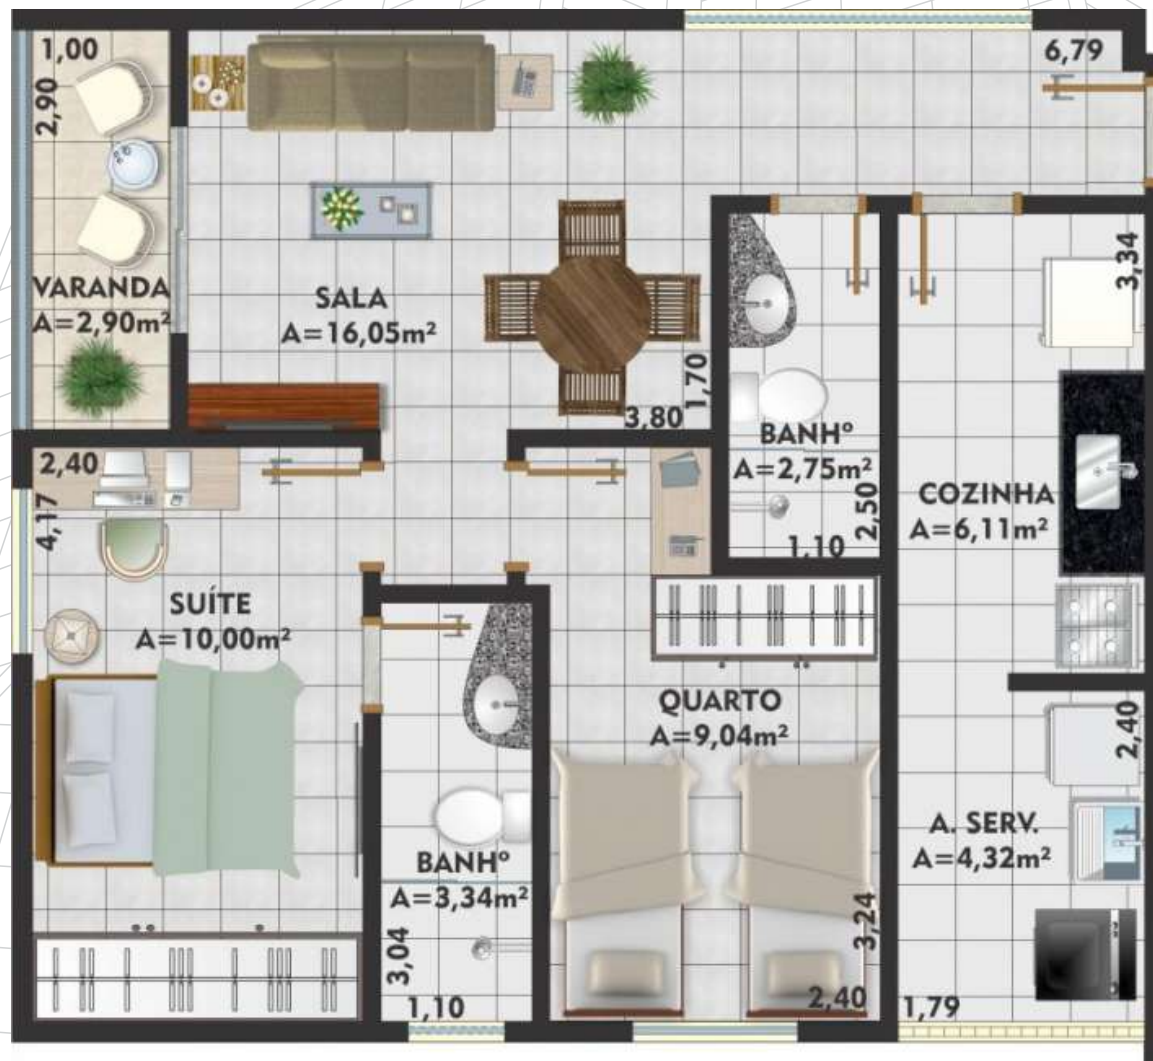 1,00
2,90
6,79
VARANDA
A=2,90m²
SALA
A=16,05m²
3,34
1,70
3,80
BANHº
A=2,75m²
2,50
1,10
COZINHA
A=6,11m²
2,40
4,17
SUÍTE
A=10,00m²
QUARTO
A=9,04m²
2,40
A. SERV.
A=4,32m²
BANHº
A=3,34m²
3,04
1,10
3,24
2,40
1,79